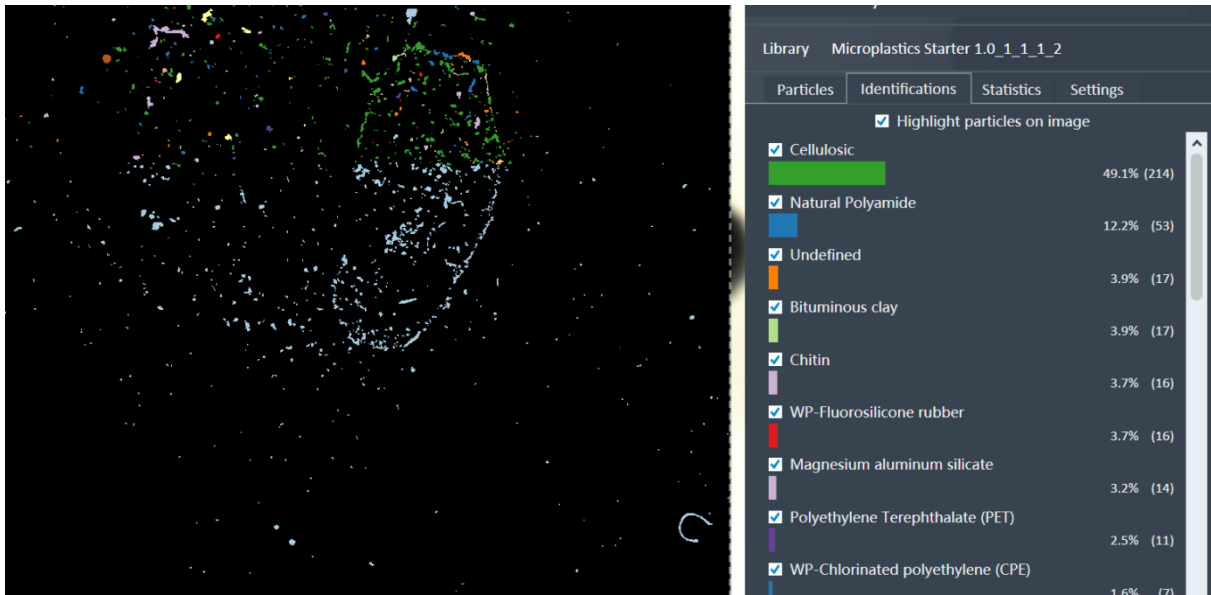 Library Microplastics Starter 1.0_1_1_1_2
Particles Identifications Statistics Settings
Highlight particles on image
Cellulosic
49.1% (214)
Natural Polyamide
12.2% (53)
Undefined
3.9% (17)
Bituminous clay
3.9% (17)
Chitin
3.7% (16)
WP-Fluorosilicone rubber
3.7% (16)
Magnesium aluminum silicate
3.2% (14)
Polyethylene Terephthalate (PET)
2.5% (11)
WP-Chlorinated polyethylene (CPE)
1.6% (7)